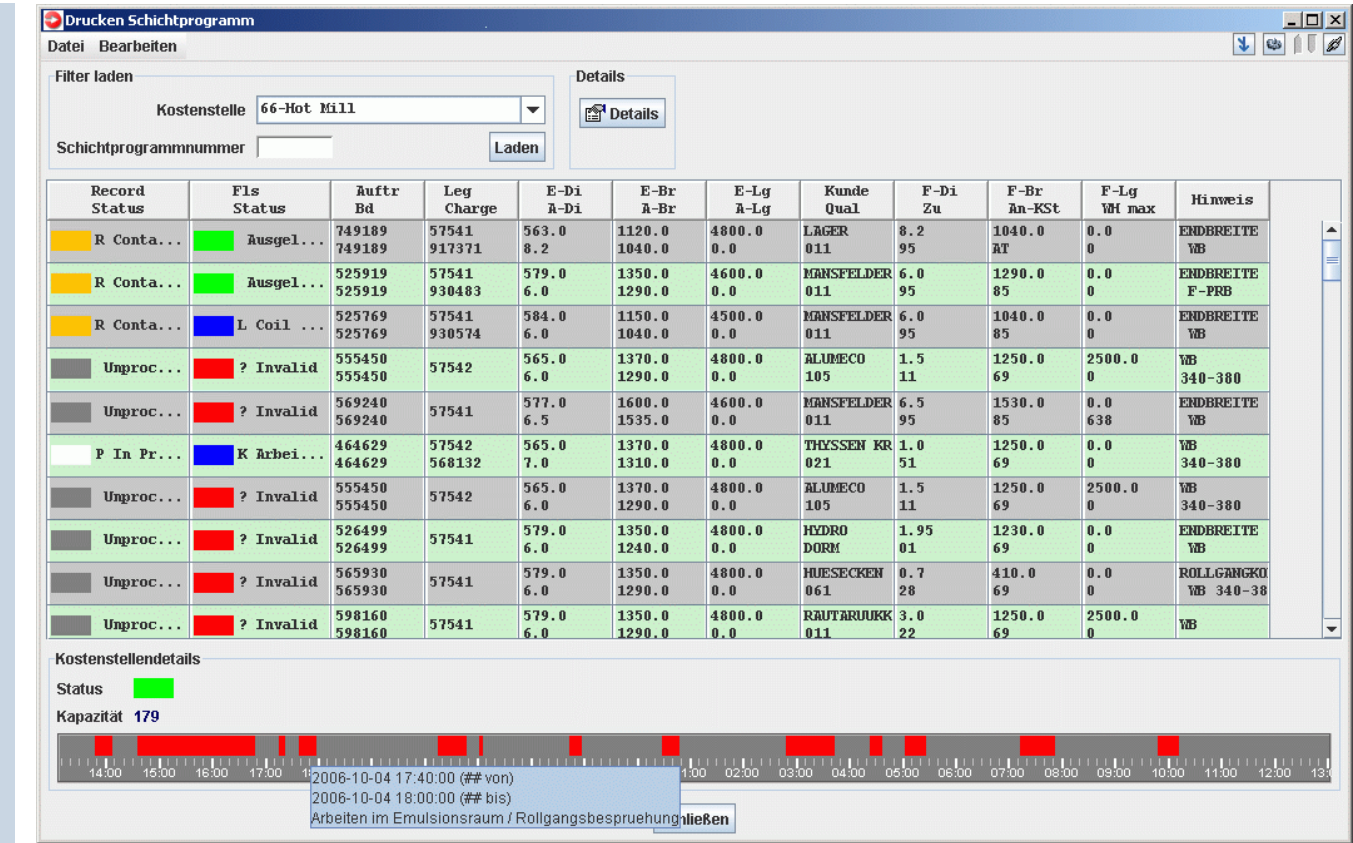 Drucken Schichtprogramm
Datei Bearbeiten
Filter laden
Details
Kostenstelle 66-Hot Mill
Details
Schichtprogrammnummer
Laden
Record Fls Auftr Leg E-Di E-Br E-Lg Kunde F-Di F-Br F-Lg Hinweis
Status Status Bd Charge A-Di A-Br A-Lg Qual Zu An-KSt WH max
R Conta... Ausgel... 749189 57541 563.0 1120.0 4800.0 LAGER 8.2 1040.0 0.0 ENDBREITE
749189 917371 8.2 1040.0 0.0 011 95 AT 0 WB
R Conta... Ausgel... 525919 57541 579.0 1350.0 4600.0 MANSFELDER 6.0 1290.0 0.0 ENDBREITE
525919 930483 6.0 1290.0 0.0 011 95 85 0 F-PRB
R Conta... L Coil ... 525769 57541 584.0 1150.0 4500.0 MANSFELDER 6.0 1040.0 0.0 ENDBREITE
525769 930574 6.0 1040.0 0.0 011 95 85 0 WB
Unproc... ? Invalid 555450 57542 565.0 1370.0 4800.0 ALUMECO 1.5 1250.0 2500.0 WB
555450 6.0 1290.0 0.0 105 11 69 0 340-380
Unproc... ? Invalid 569240 57541 577.0 1600.0 4600.0 MANSFELDER 6.5 1530.0 0.0 ENDBREITE
569240 6.5 1535.0 0.0 011 95 85 638 WB
P In Pr... K Arbei... 464629 57542 565.0 1370.0 4800.0 THYSSEN KR 1.0 1250.0 0.0 WB
464629 568132 7.0 1310.0 0.0 021 51 69 0 340-380
Unproc... ? Invalid 555450 57542 565.0 1370.0 4800.0 ALUMECO 1.5 1250.0 2500.0 WB
555450 6.0 1290.0 0.0 105 11 69 0 340-380
Unproc... ? Invalid 526499 57541 579.0 1350.0 4800.0 HYDRO 1.95 1230.0 0.0 ENDBREITE
526499 6.0 1240.0 0.0 DORM 01 69 0 WB
Unproc... ? Invalid 565930 57541 579.0 1350.0 4800.0 HUESECKEN 0.7 410.0 0.0 ROLLGANGKO
565930 6.0 1290.0 0.0 061 28 69 0 WB 340-38
Unproc... ? Invalid 598160 57541 579.0 1350.0 4800.0 RAUTARUUKK 3.0 1250.0 2500.0 WB
598160 6.0 1290.0 0.0 011 22 69 0
Kostenstellendetails
Status
Kapazität 179
14:00 15:00 16:00 17:00 1 1:00 02:00 03:00 04:00 05:00 06:00 07:00 08:00 09:00 10:00 11:00 12:00 13:
2006-10-04 17:40:00 (## von)
2006-10-04 18:00:00 (## bis)
Arbeiten im Emulsionsraum / Rollgangsbespruehung
ließen